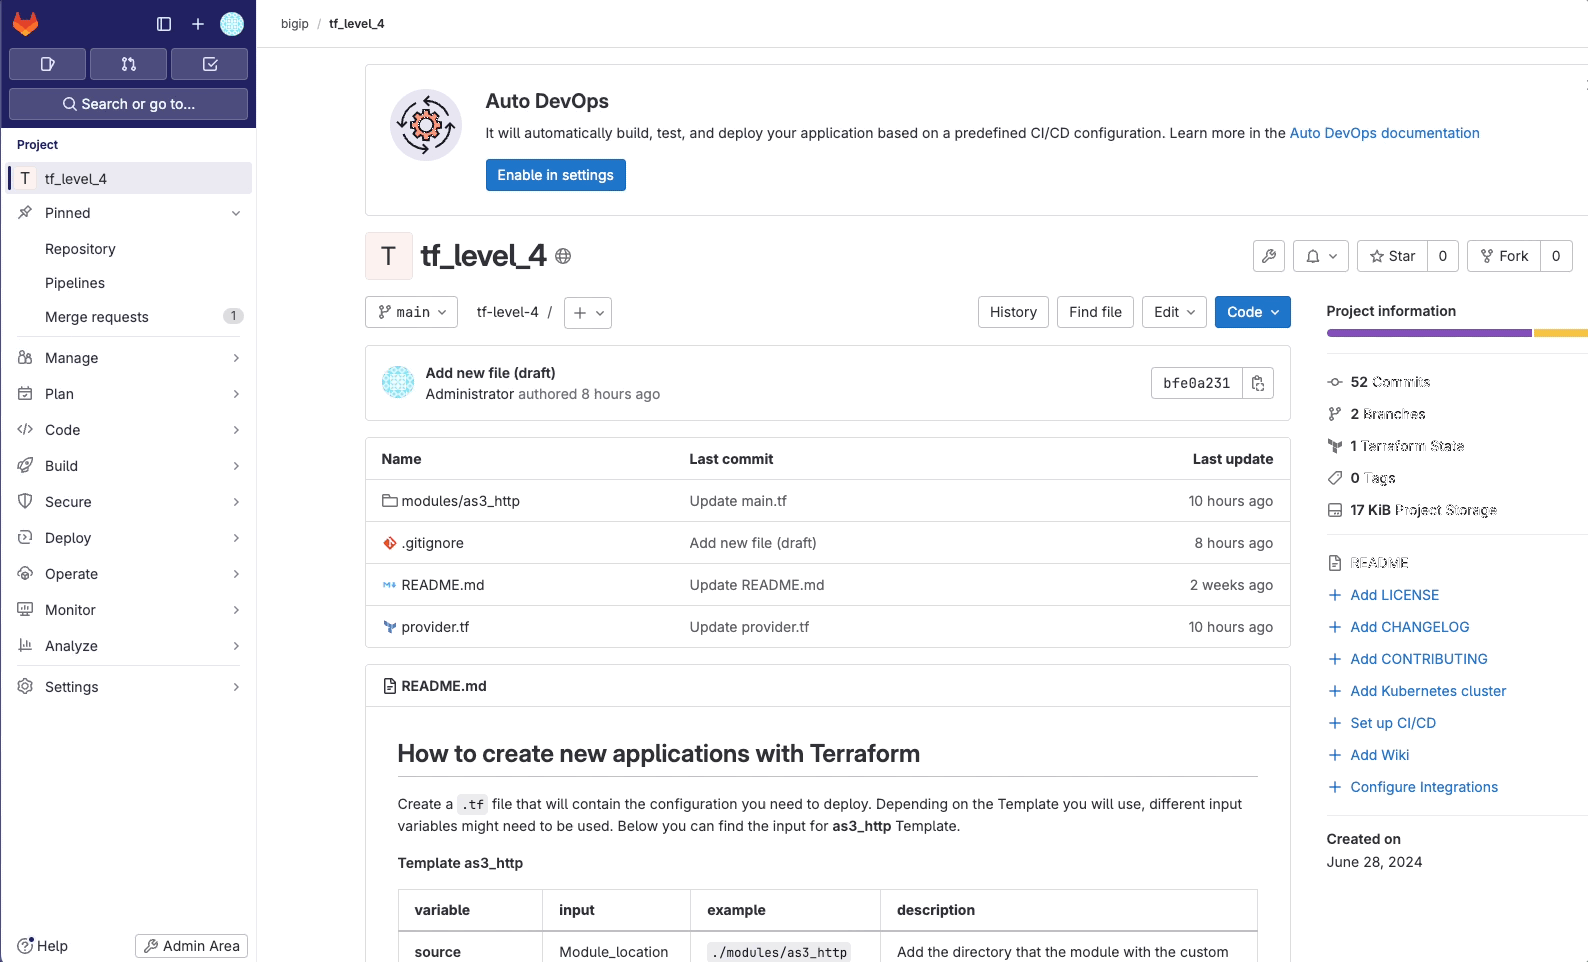 bigip / tf_level_4
Search or go to...
Project
T tf_level_4
Pinned
Repository
Pipelines
Merge requests 1
Manage
Plan
Code
Build
Secure
Deploy
Operate
Monitor
Analyze
Settings
Help
Admin Area
Auto DevOps
It will automatically build, test, and deploy your application based on a predefined CI/CD configuration. Learn more in the Auto DevOps documentation
Enable in settings
T tf_level_4
Star 0
Fork 0
main
tf-level-4 /
History
Find file
Edit
Code
Add new file (draft)
Administrator authored 8 hours ago
bfe0a231
Name Last commit Last update
modules/as3_http Update main.tf 10 hours ago
.gitignore Add new file (draft) 8 hours ago
README.md Update README.md 2 weeks ago
provider.tf Update provider.tf 10 hours ago
README.md
How to create new applications with Terraform
Create a .tf file that will contain the configuration you need to deploy. Depending on the Template you will use, different input
variables might need to be used. Below you can find the input for as3_http Template.
Template as3_http
variable input example description
source Module_location ./modules/as3_http Add the directory that the module with the custom
Project information
52 Commits
2 Branches
1 Terraform State
0 Tags
17 KiB Project Storage
README
Add LICENSE
Add CHANGELOG
Add CONTRIBUTING
Add Kubernetes cluster
Set up CI/CD
Add Wiki
Configure Integrations
Created on
June 28, 2024